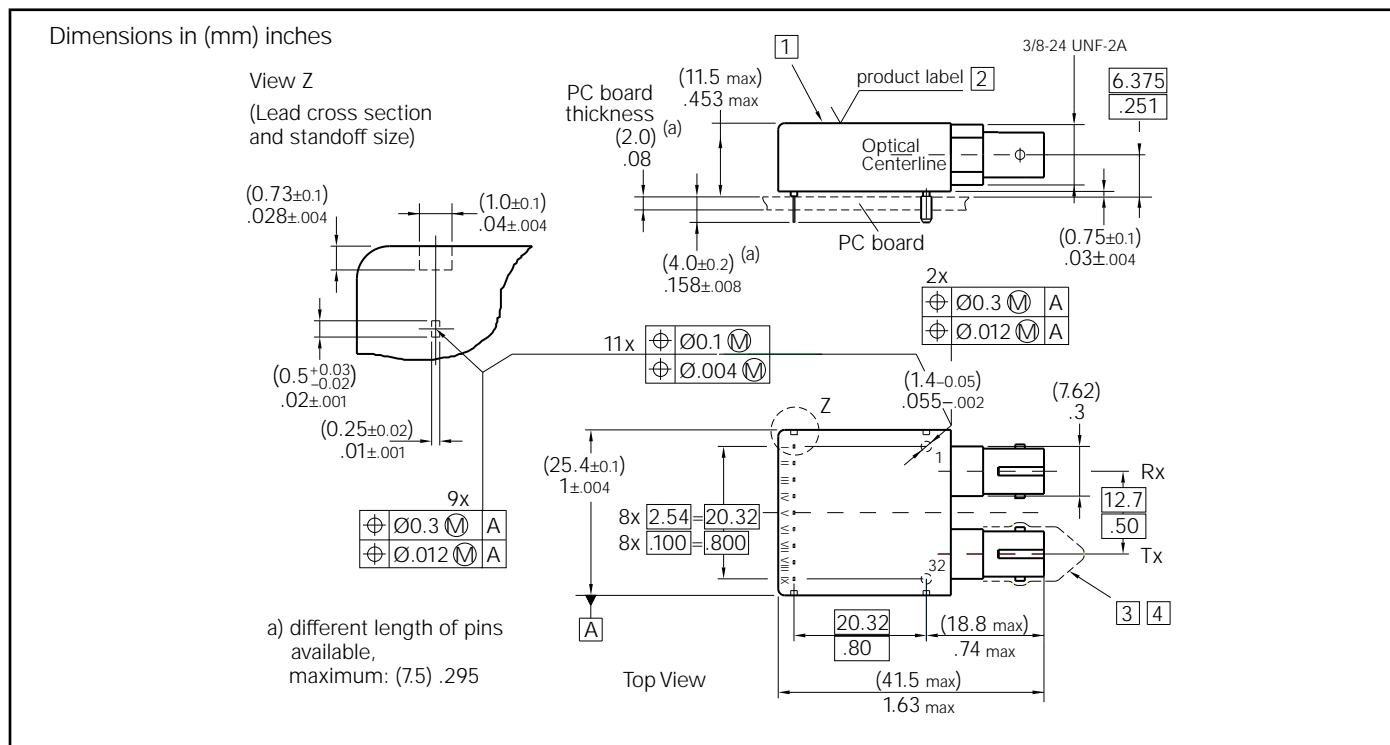 Dimensions in (mm) inches
View Z
(Lead cross section
and standoff size)
(0.73±0.1)
.028±.004
(1.0±0.1)
.04±.004
(0.5 +0.03 -0.02)
.02±.001
(0.25±0.02)
.01±.001
9x
⌖ Ø0.3 Ⓜ A
⌖ Ø.012 Ⓜ A
a) different length of pins
available,
maximum: (7.5) .295
PC board
thickness
(2.0) (a)
.08
(11.5 max)
.453 max
1
product label 2
3/8-24 UNF-2A
6.375
.251
Optical
Centerline
PC board
(4.0±0.2) (a)
.158±.008
(0.75±0.1)
.03±.004
2x
⌖ Ø0.3 Ⓜ A
⌖ Ø.012 Ⓜ A
11x
⌖ Ø0.1 Ⓜ
⌖ Ø.004 Ⓜ
(1.4–0.05)
.055–.002
(7.62)
.3
Z
1
Rx
(25.4±0.1)
1±.004
8x 2.54=20.32
8x .100=.800
I II III IV V VI VII VIII IX
12.7
.50
Tx
32
3 4
A
20.32
.80
(18.8 max)
.74 max
(41.5 max)
1.63 max
Top View